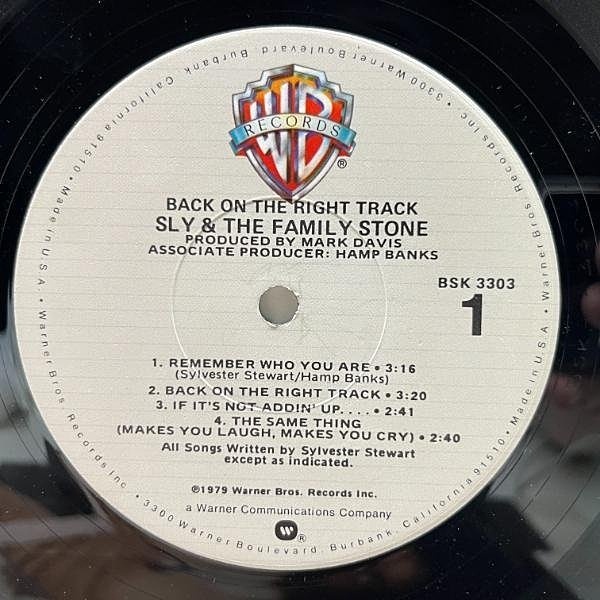 WB
RECORDS
®
BACK ON THE RIGHT TRACK
SLY & THE FAMILY STONE
PRODUCED BY MARK DAVIS
ASSOCIATE PRODUCER: HAMP BANKS
BSK 3303
1
1. REMEMBER WHO YOU ARE • 3:16
(Sylvester Stewart/Hamp Banks)
2. BACK ON THE RIGHT TRACK • 3:20
3. IF IT'S NOT ADDIN' UP. . . . • 2:41
4. THE SAME THING
(MAKES YOU LAUGH, MAKES YOU CRY) • 2:40
All Songs Written by Sylvester Stewart
except as indicated.
℗1979 Warner Bros. Records Inc.
a Warner Communications Company
®
Made in U.S.A. • Warner Bros. Records Inc. • 3300 Warner Boulevard, Burbank, California 91510 • Made in U.S.A. • Warner Bros. Records Inc. • 3300 Warner Boulevard, Burbank, California 91510 •